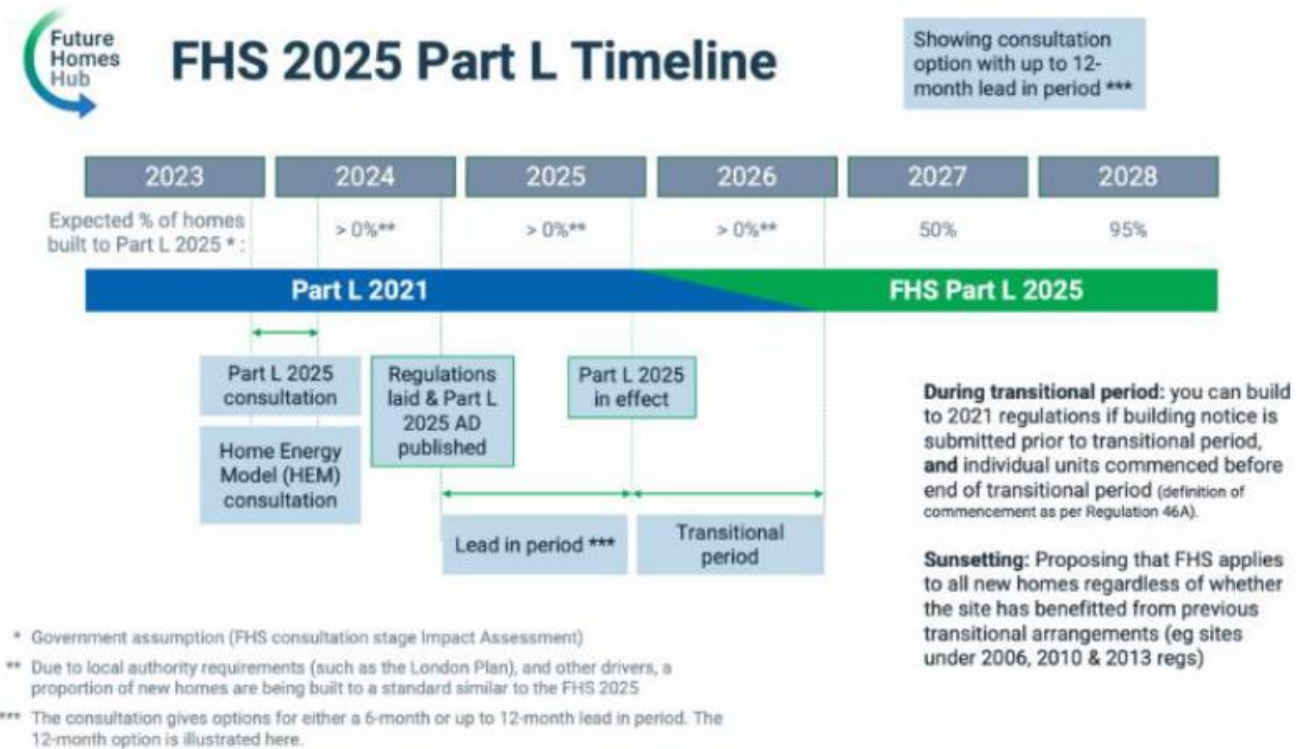 Future
Homes
Hub
FHS 2025 Part L Timeline
Showing consultation
option with up to 12-
month lead in period ***
2023
2024
2025
2026
2027
2028
Expected % of homes
built to Part L 2025 * :
> 0%**
> 0%**
> 0%**
50%
95%
Part L 2021
FHS Part L 2025
Part L 2025
consultation
Home Energy
Model (HEM)
consultation
Regulations
laid & Part L
2025 AD
published
Part L 2025
in effect
Lead in period ***
Transitional
period
During transitional period: you can build
to 2021 regulations if building notice is
submitted prior to transitional period,
and individual units commenced before
end of transitional period (definition of
commencement as per Regulation 46A).
Sunsetting: Proposing that FHS applies
to all new homes regardless of whether
the site has benefitted from previous
transitional arrangements (eg sites
under 2006, 2010 & 2013 regs)
* Government assumption (FHS consultation stage Impact Assessment)
** Due to local authority requirements (such as the London Plan), and other drivers, a
proportion of new homes are being built to a standard similar to the FHS 2025
*** The consultation gives options for either a 6-month or up to 12-month lead in period. The
12-month option is illustrated here.